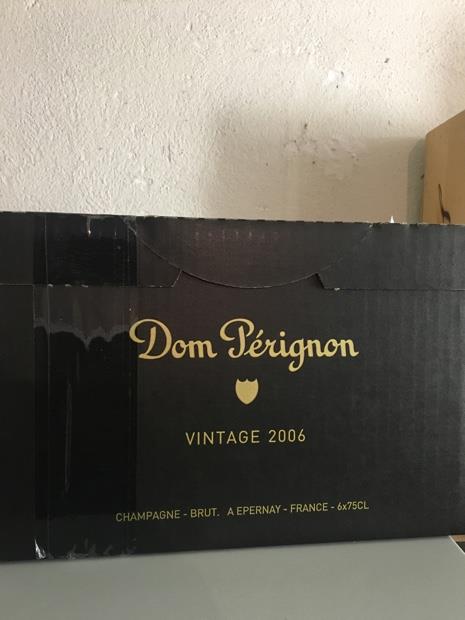 Dom Pérignon
VINTAGE 2006
CHAMPAGNE - BRUT. A EPERNAY - FRANCE - 6x75CL